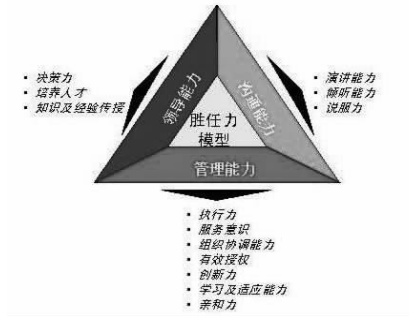 领导能力
沟通能力
胜任力
模型
管理能力
▪ 决策力
▪ 培养人才
▪ 知识及经验传授
▪ 演讲能力
▪ 倾听能力
▪ 说服力
▪ 执行力
▪ 服务意识
▪ 组织协调能力
▪ 有效授权
▪ 创新力
▪ 学习及适应能力
▪ 亲和力